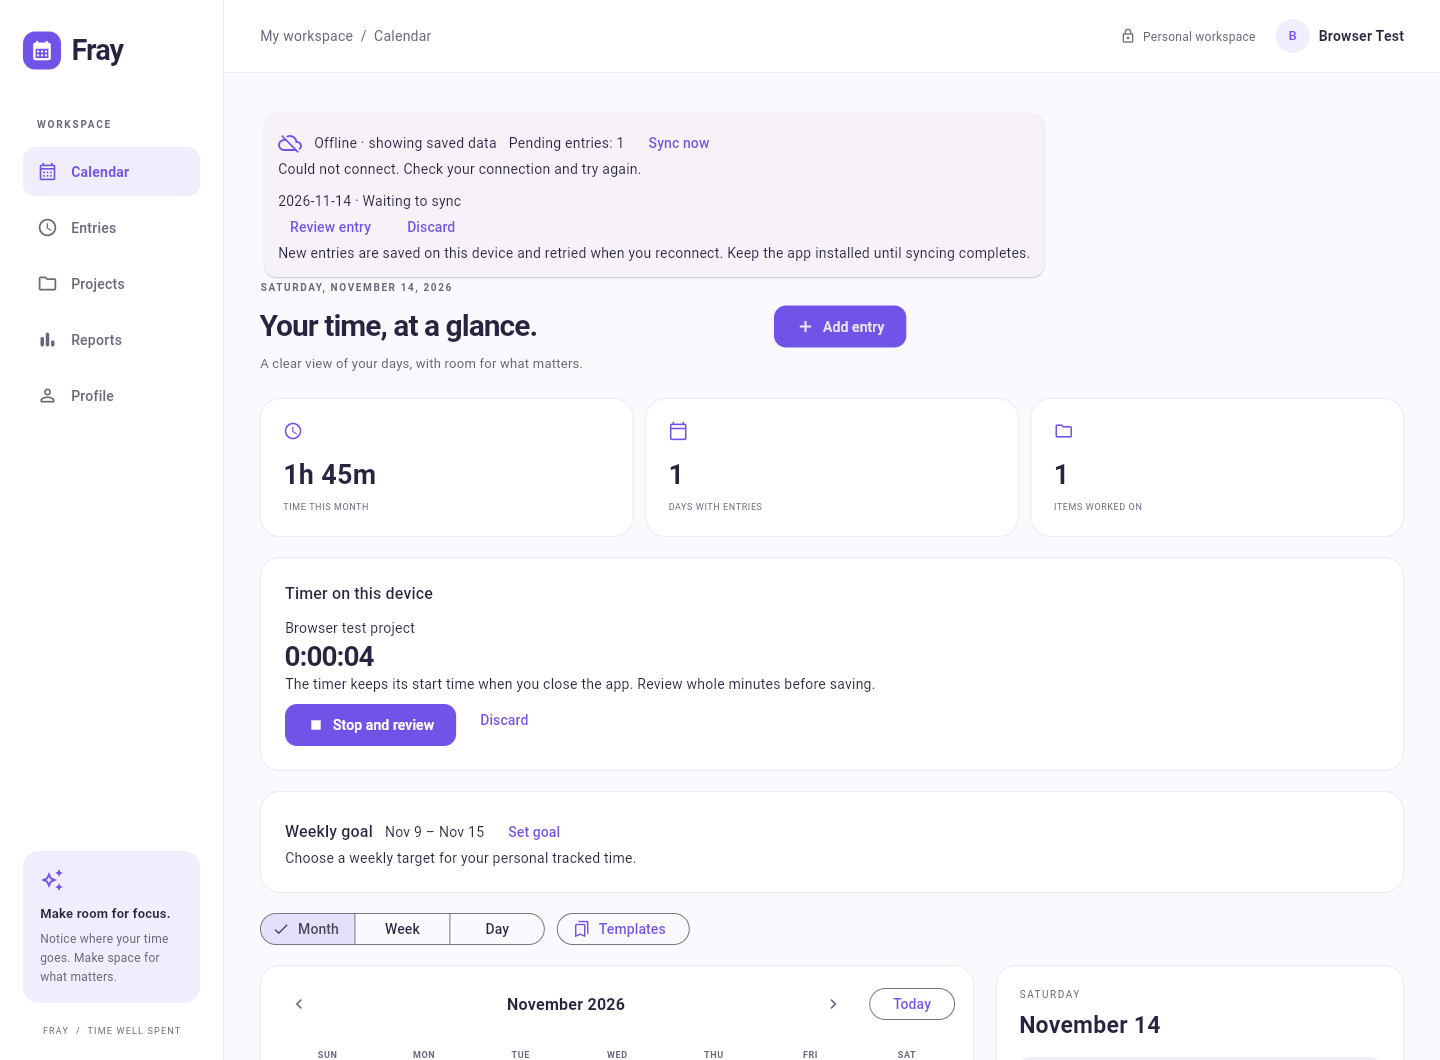 Fray
WORKSPACE
Calendar
Entries
Projects
Reports
Profile
Make room for focus.
Notice where your time
goes. Make space for
what matters.
FRAY / TIME WELL SPENT
My workspace / Calendar
Personal workspace
B
Browser Test
Offline · showing saved data Pending entries: 1 Sync now
Could not connect. Check your connection and try again.
2026-11-14 · Waiting to sync
Review entry Discard
New entries are saved on this device and retried when you reconnect. Keep the app installed until syncing completes.
SATURDAY, NOVEMBER 14, 2026
Your time, at a glance.
Add entry
A clear view of your days, with room for what matters.
1h 45m
TIME THIS MONTH
1
DAYS WITH ENTRIES
1
ITEMS WORKED ON
Timer on this device
Browser test project
0:00:04
The timer keeps its start time when you close the app. Review whole minutes before saving.
Stop and review Discard
Weekly goal Nov 9 – Nov 15 Set goal
Choose a weekly target for your personal tracked time.
Month Week Day Templates
November 2026 Today
SUN MON TUE WED THU FRI SAT
SATURDAY
November 14